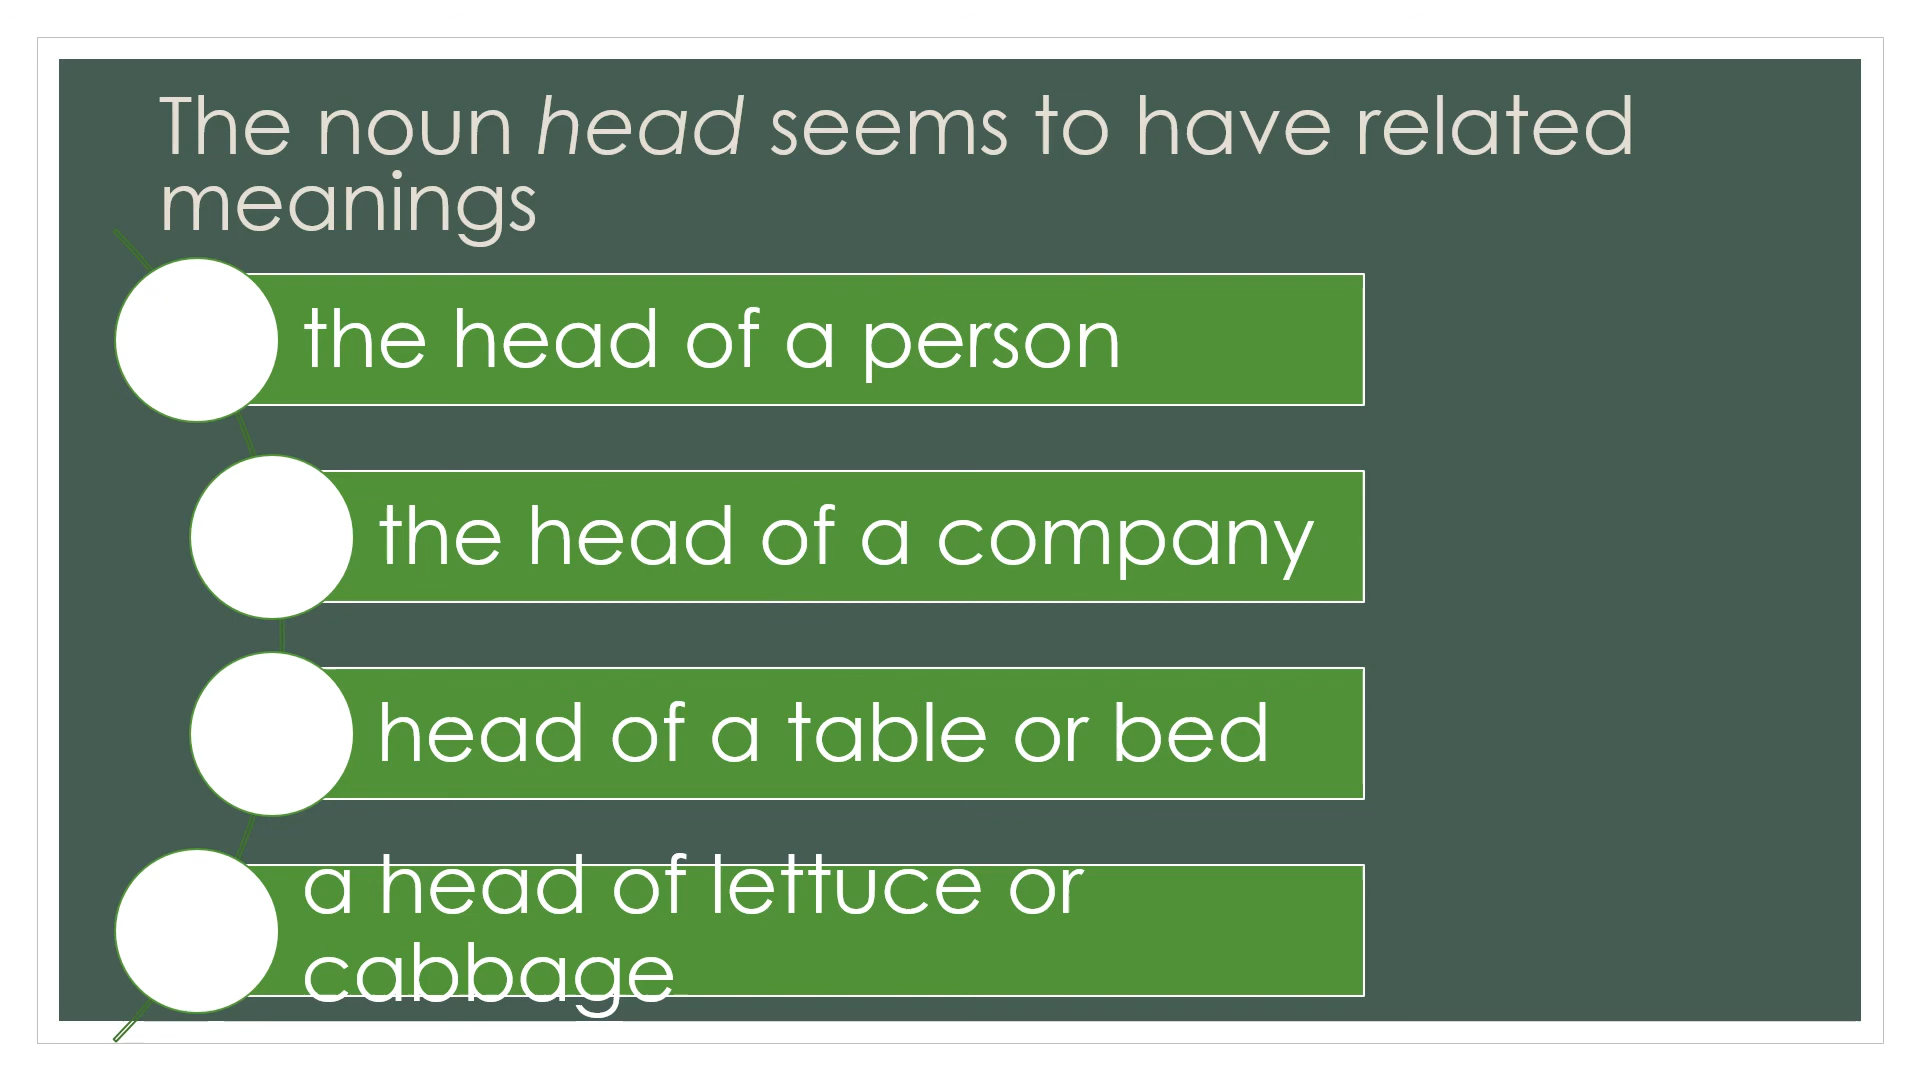 The noun head seems to have related
meanings
the head of a person
the head of a company
head of a table or bed
a head of lettuce or
cabbage